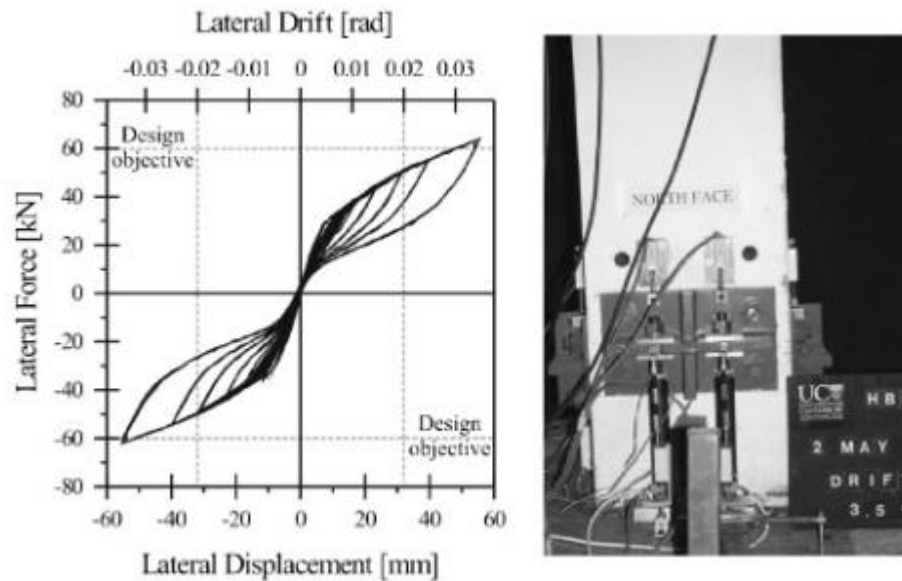 Lateral Drift [rad]
-0.03 -0.02 -0.01 0 0.01 0.02 0.03
80
60
40
20
0
-20
-40
-60
-80
Design
objective
Design
objective
Lateral Force [kN]
-60 -40 -20 0 20 40 60
Lateral Displacement [mm]
NORTH FACE
UC HB
2 MAY
DRIF
3.5